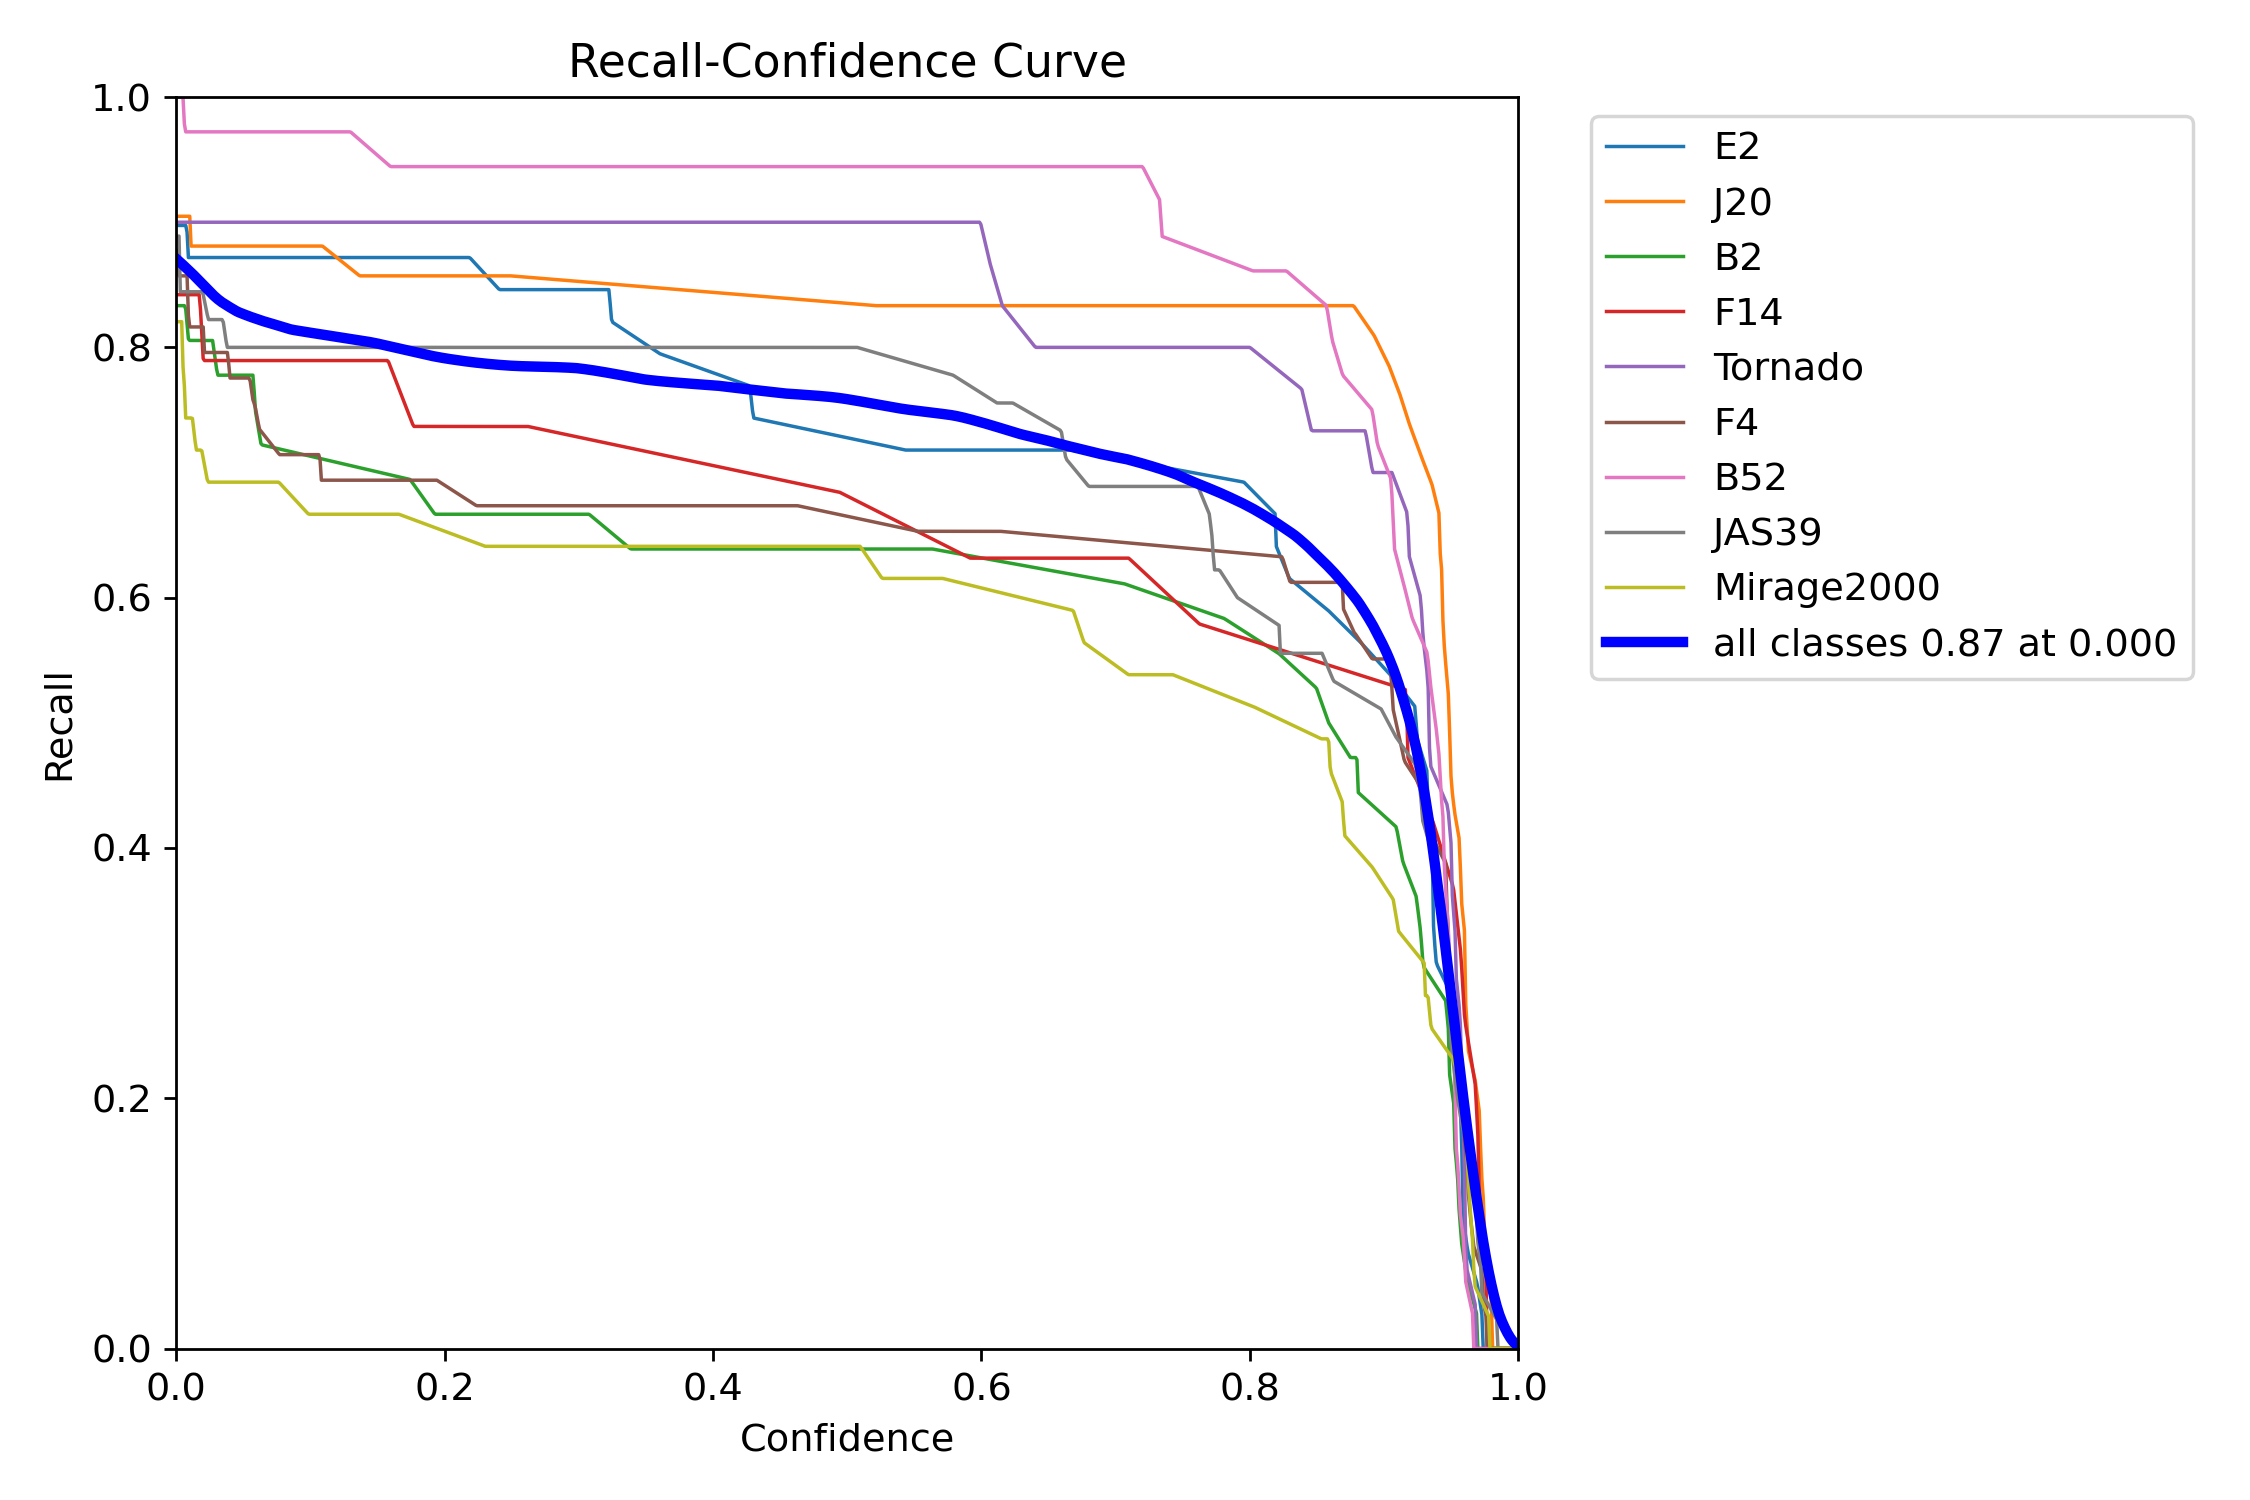 Recall-Confidence Curve
1.0
0.8
0.6
0.4
0.2
0.0
Recall
0.0 0.2 0.4 0.6 0.8 1.0
Confidence
E2
J20
B2
F14
Tornado
F4
B52
JAS39
Mirage2000
all classes 0.87 at 0.000